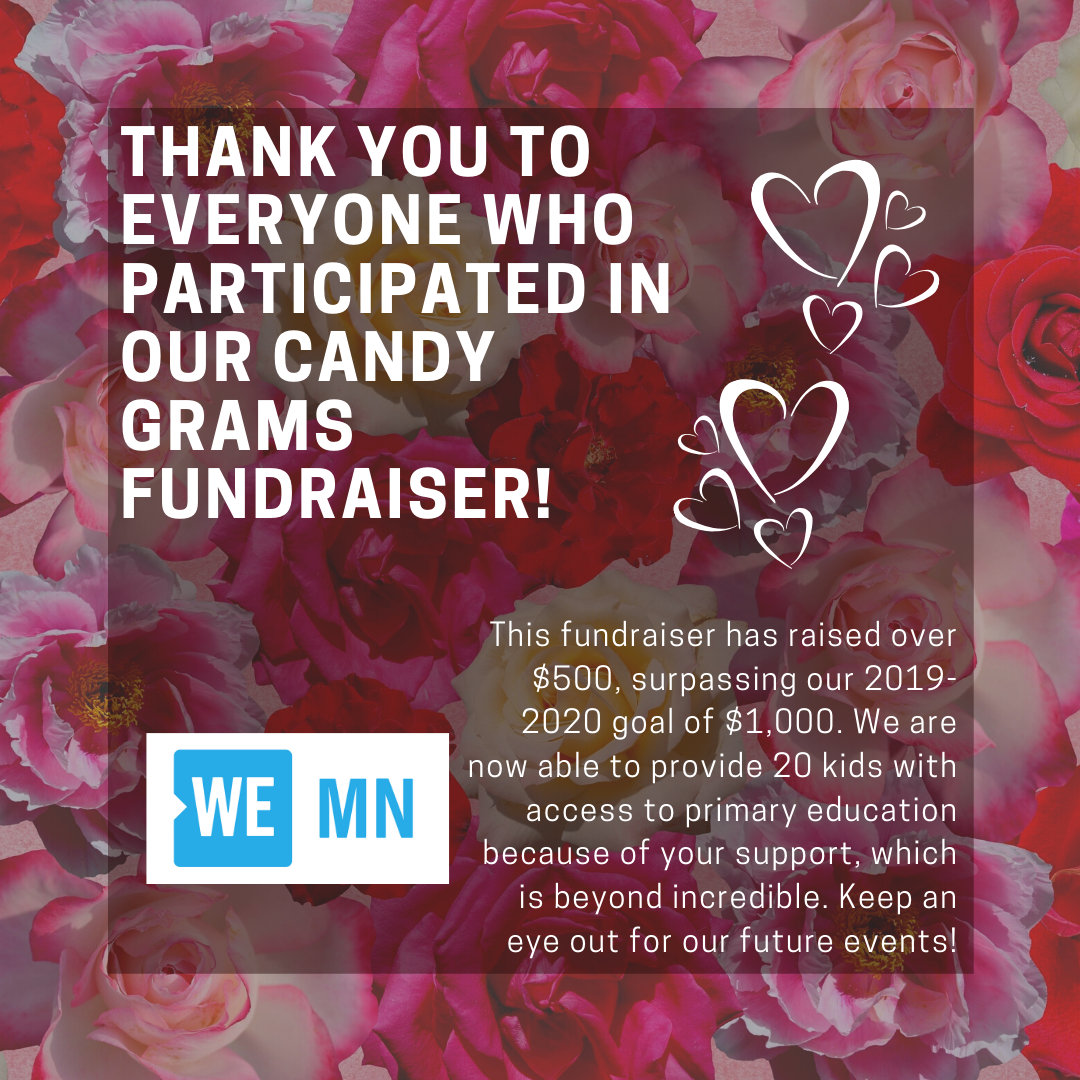 THANK YOU TO
EVERYONE WHO
PARTICIPATED IN
OUR CANDY
GRAMS
FUNDRAISER!
This fundraiser has raised over
$500, surpassing our 2019-
2020 goal of $1,000. We are
now able to provide 20 kids with
access to primary education
because of your support, which
is beyond incredible. Keep an
eye out for our future events!
WE MN